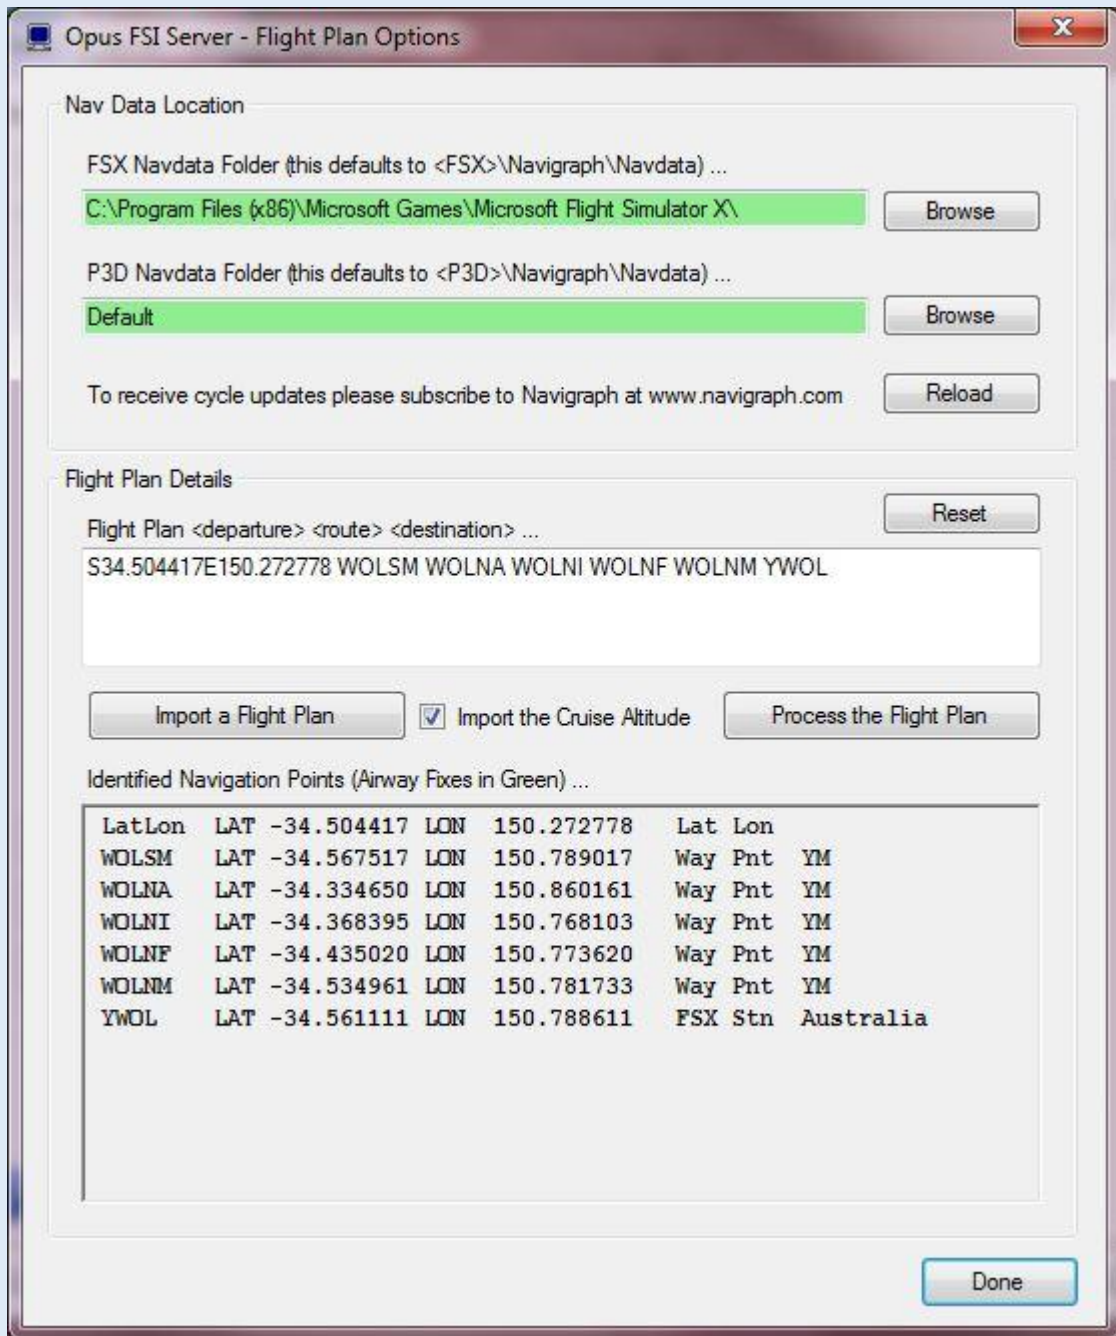 Opus FSI Server - Flight Plan Options
X
Nav Data Location
FSX Navdata Folder (this defaults to <FSX>\Navigraph\Navdata) ...
C:\Program Files (x86)\Microsoft Games\Microsoft Flight Simulator X\
Browse
P3D Navdata Folder (this defaults to <P3D>\Navigraph\Navdata) ...
Default
Browse
To receive cycle updates please subscribe to Navigraph at www.navigraph.com
Reload
Flight Plan Details
Reset
Flight Plan <departure> <route> <destination> ...
S34.504417E150.272778 WOLSM WOLNA WOLNI WOLNF WOLNM YWOL
Import a Flight Plan
Import the Cruise Altitude
Process the Flight Plan
Identified Navigation Points (Airway Fixes in Green) ...
LatLon LAT -34.504417 LON 150.272778 Lat Lon
WOLSM LAT -34.567517 LON 150.789017 Way Pnt YM
WOLNA LAT -34.334650 LON 150.860161 Way Pnt YM
WOLNI LAT -34.368395 LON 150.768103 Way Pnt YM
WOLNF LAT -34.435020 LON 150.773620 Way Pnt YM
WOLNM LAT -34.534961 LON 150.781733 Way Pnt YM
YWOL LAT -34.561111 LON 150.788611 FSX Stn Australia
Done